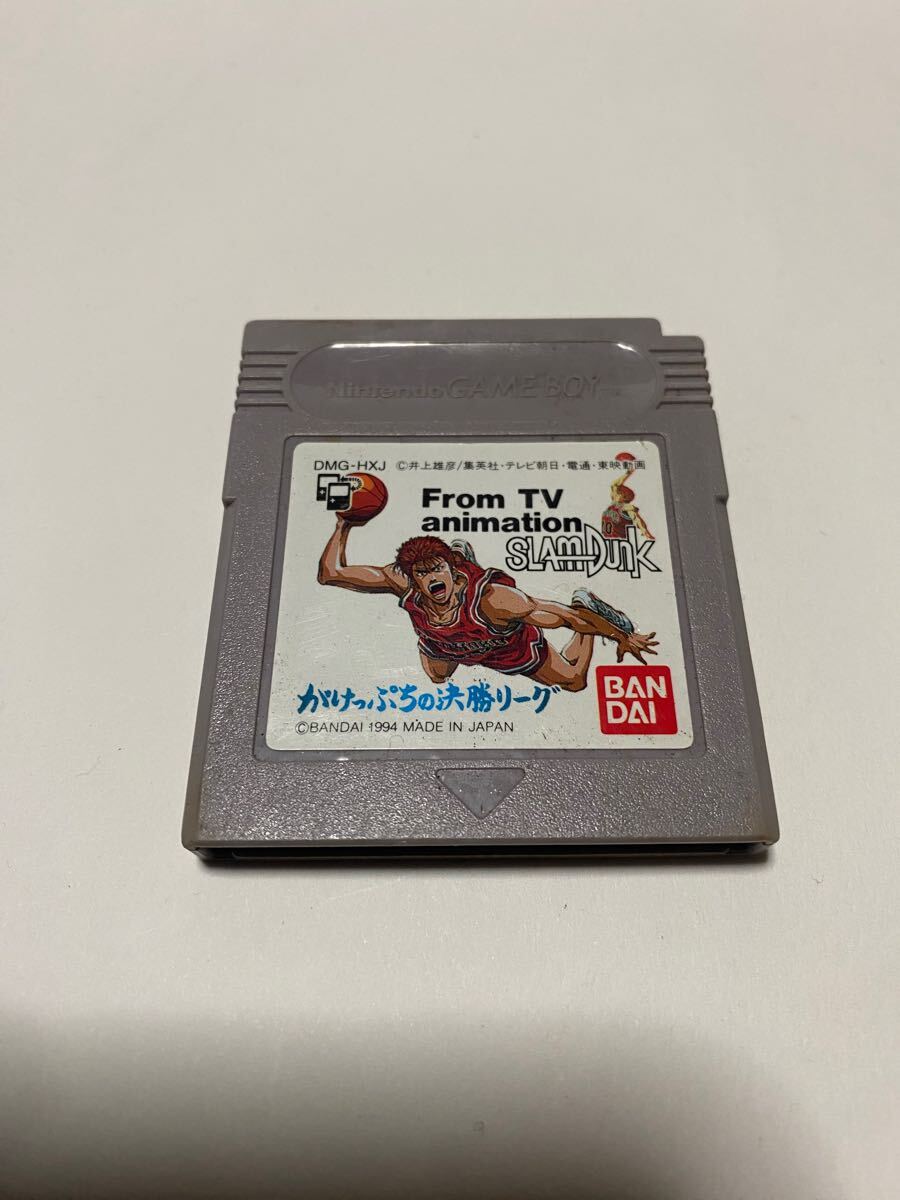 Nintendo GAME BOY TM
DMG-HXJ ©井上雄彦/集英社・テレビ朝日・電通・東映動画
From TV
animation
SLAM DUNK
10
がけっぷちの決勝リーグ
BAN
DAI
©BANDAI 1994 MADE IN JAPAN